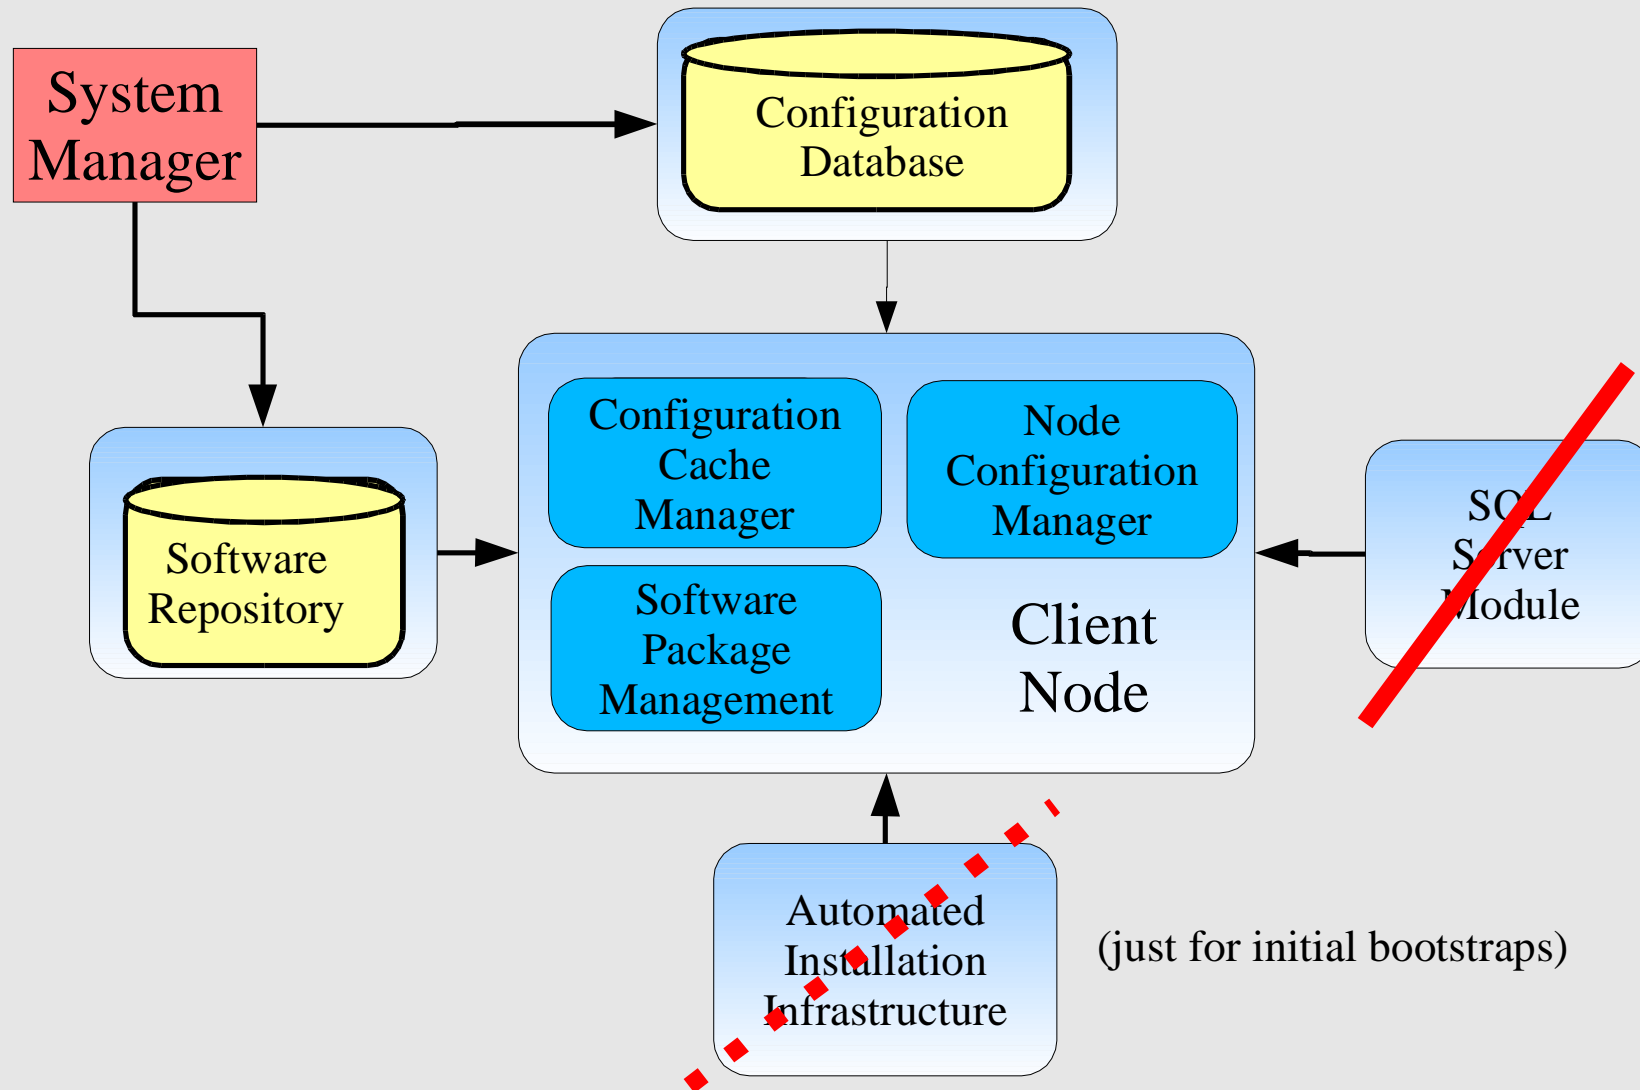 System
Manager
Configuration
Database
Configuration
Cache
Manager
Node
Configuration
Manager
Software
Repository
Software
Package
Management
Client
Node
SQL
Server
Module
Automated
Installation
Infrastructure
(just for initial bootstraps)